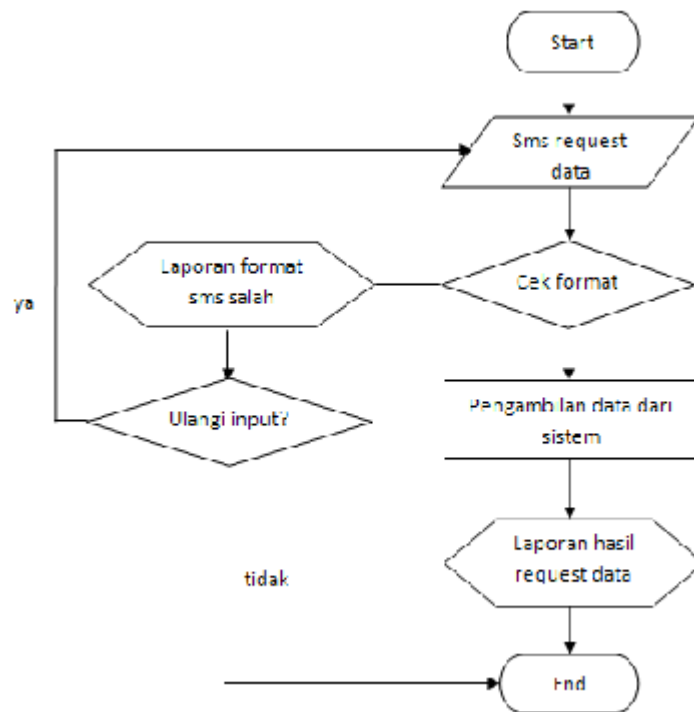 Start
Sms request
data
Cek format
Laporan format
sms salah
ya
Ulangi input?
Pengambilan data dari
sistem
Laporan hasil
request data
tidak
End